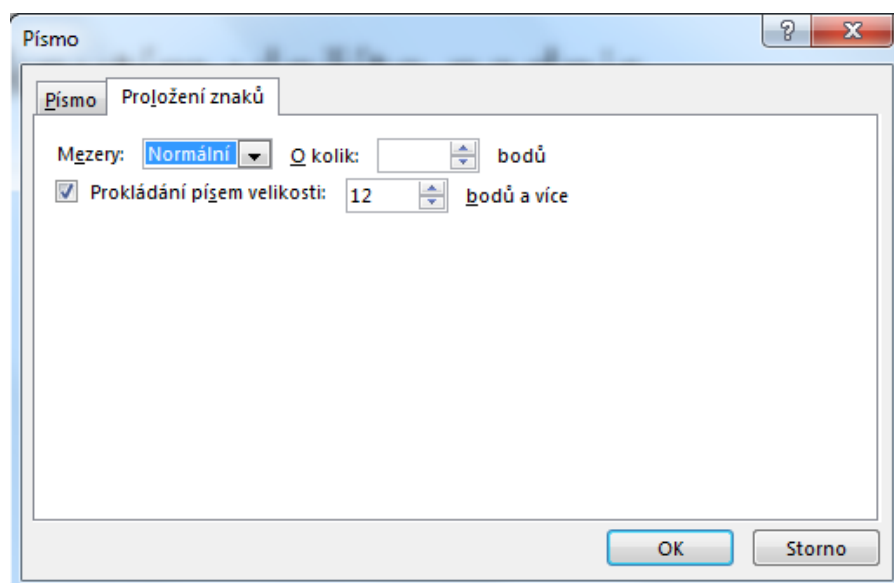 Písmo
Písmo Proložení znaků
Mezery: Normální O kolik: bodů
Prokládání písem velikosti: 12 bodů a více
OK Storno